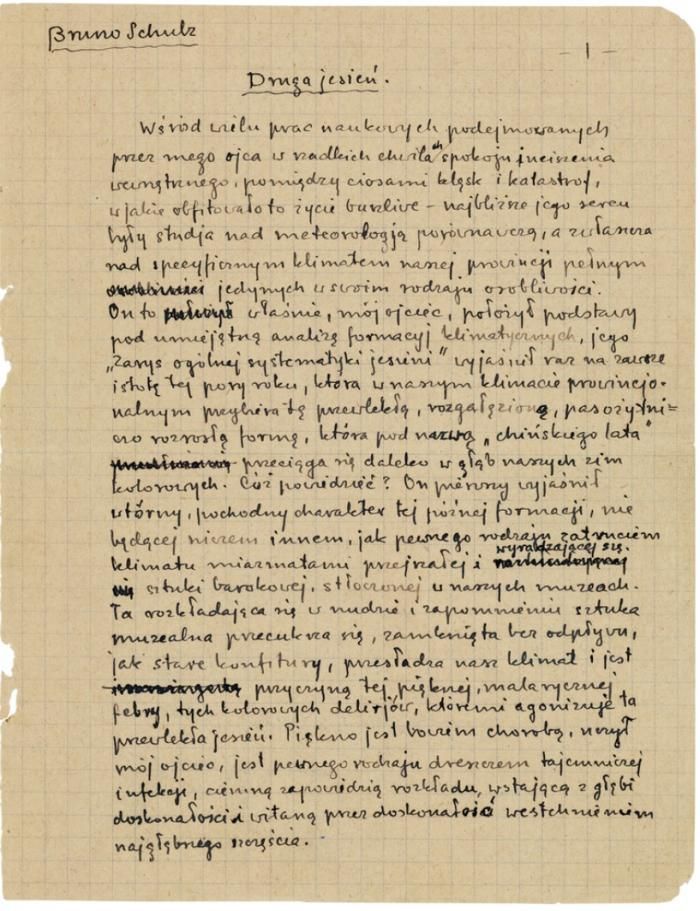 Bruno Schulz
- 1 -
Druga jesień.
Wśród wielu prac naukowych podejmowanych
przez mego ojca w rzadkich chwilach spokoju i uciszenia
wewnętrznego, pomiędzy ciosami klęsk i katastrof,
w jakie obfitowało to życie burzliwe – najbliższe jego sercu
były studja nad meteorologją porównawczą, a zwłaszcza
nad specyficznym klimatem naszej prowincji pełnym
jedynych w swoim rodzaju osobliwości.
On to właśnie, mój ojciec, położył podstawy
pod umiejętną analizę formacyj klimatycznych, jego
„Zarys ogólnej systematyki jesieni" wyjaśnił raz na zawsze
istotę tej pory roku, która w naszym klimacie prowincjo-
nalnym przybiera tę przewlekłą, rozgałęzioną, pasorzytni-
czo rozrosłą formę, która pod nazwą „chińskiego lata"
przeciąga się daleko w głąb naszych zim
kolorowych. Cóż powiedzieć? On pierwszy wyjaśnił
wtórny, pochodny charakter tej późnej formacji, nie
będącej niczem innem, jak pewnego rodzaju zatruciem
klimatu miazmatami przejrzałej i wyradzającej się
sztuki barokowej, stłoczonej w naszych muzeach.
Ta rozkładająca się w nudzie i zapomnieniu sztuka
muzealna przecukrza się, zamknięta bez odpływu,
jak stare konfitury, przesładza nasz klimat i jest
przyczyną tej pięknej, malarycznej
febry, tych kolorowych delirjów, któremi agonizuje ta
przewlekła jesień. Piękno jest bowiem chorobą, uczył
mój ojciec, jest pewnego rodzaju dreszczem tajemniczej
infekcji, ciemną zapowiedzią rozkładu, wstającą z głębi
doskonałości i witaną przez doskonałość westchnieniem
najgłębszego szczęścia.